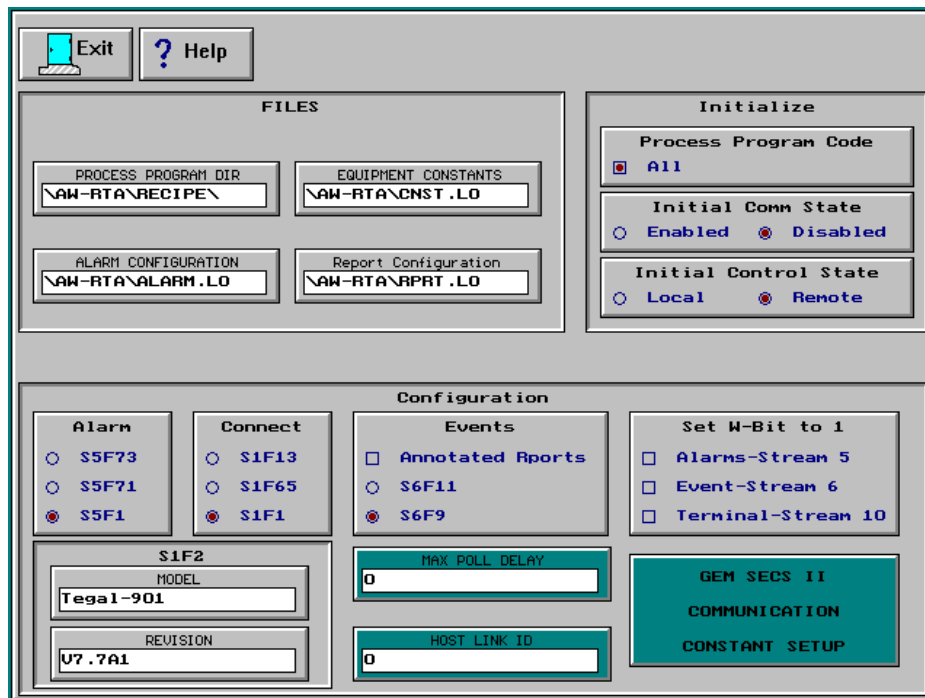 Exit
? Help
FILES
PROCESS PROGRAM DIR
\AW-RTA\RECIPE\
EQUIPMENT CONSTANTS
\AW-RTA\CNST.LO
ALARM CONFIGURATION
\AW-RTA\ALARM.LO
Report Configuration
\AW-RTA\RPRT.LO
Initialize
Process Program Code
All
Initial Comm State
Enabled Disabled
Initial Control State
Local Remote
Configuration
Alarm
S5F73
S5F71
S5F1
Connect
S1F13
S1F65
S1F1
Events
Annotated Rports
S6F11
S6F9
Set W-Bit to 1
Alarms-Stream 5
Event-Stream 6
Terminal-Stream 10
S1F2
MODEL
Tegal-901
REVISION
V7.7A1
MAX POLL DELAY
0
HOST LINK ID
0
GEM SECS II
COMMUNICATION
CONSTANT SETUP